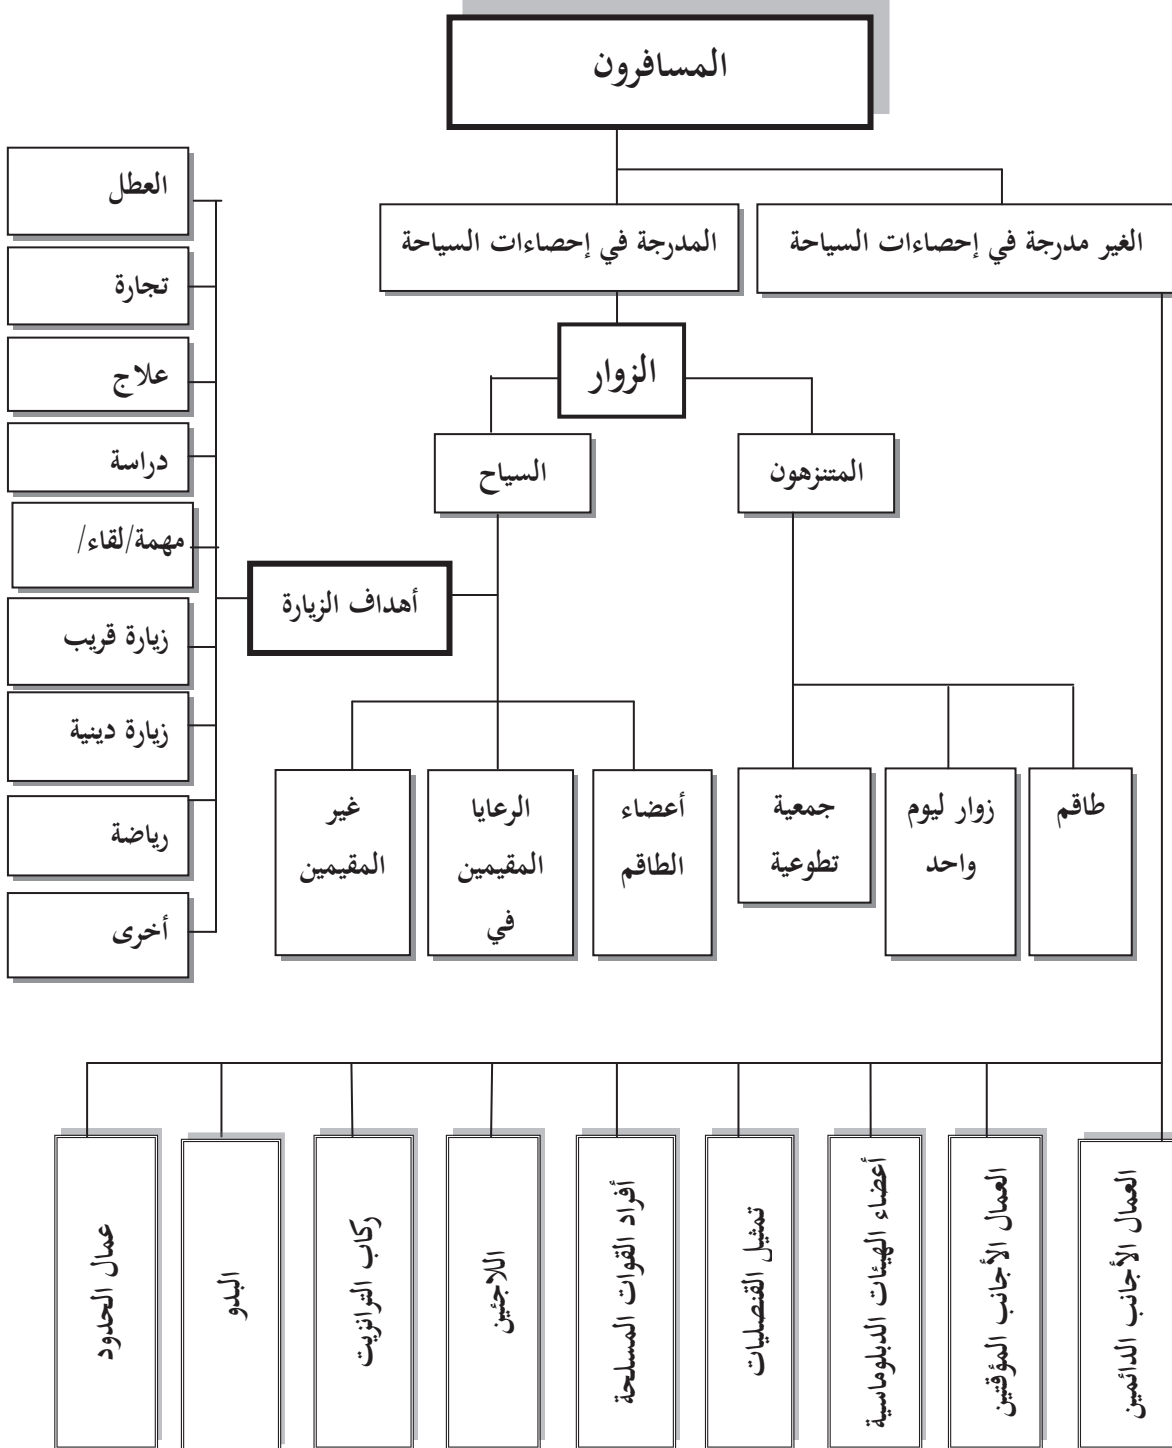 المسافرون
الغير مدرجة في إحصاءات السياحة
المدرجة في إحصاءات السياحة
الزوار
المتنزهون
السياح
أهداف الزيارة
العطل
تجارة
علاج
دراسة
مهمة/لقاء/
زيارة قريب
زيارة دينية
رياضة
أخرى
طاقم
زوار ليوم
واحد
جمعية
تطوعية
أعضاء
الطاقم
الرعايا
المقيمين
في
غير
المقيمين
العمال الأجانب الدائمين
العمال الأجانب المؤقتين
أعضاء الهيئات الدبلوماسية
تمثيل القنصليات
أفراد القوات المسلحة
اللاجئين
ركاب الترانزيت
البدو
عمال الحدود